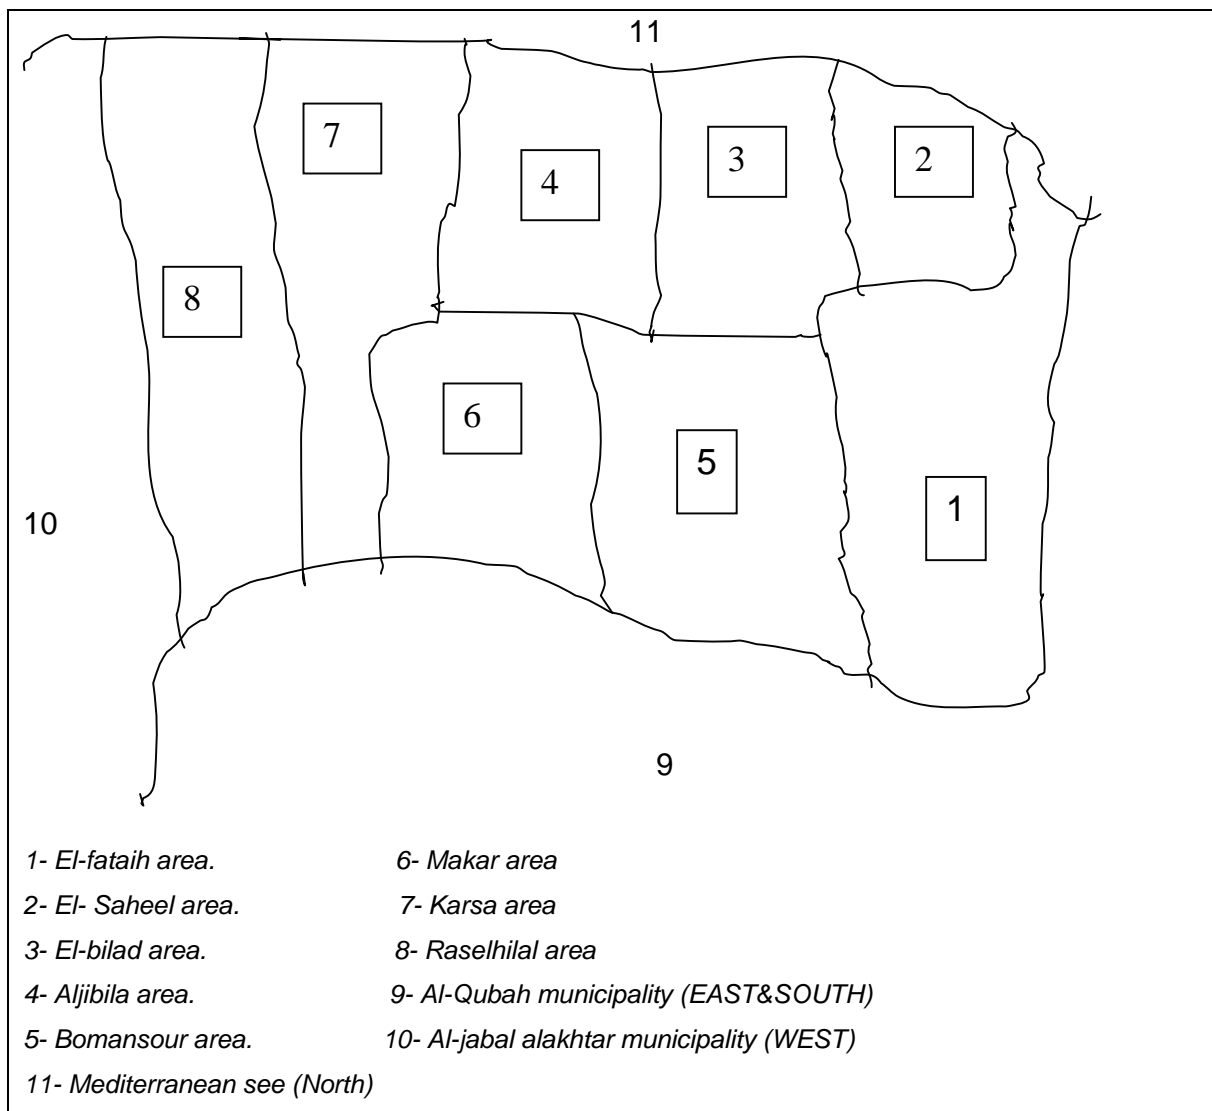 11
7
4
3
2
8
6
5
1
10
9
1- El-fataih area. 6- Makar area
2- El- Saheel area. 7- Karsa area
3- El-bilad area. 8- Raselhilal area
4- Aljibila area. 9- Al-Qubah municipality (EAST&SOUTH)
5- Bomansour area. 10- Al-jabal alakhtar municipality (WEST)
11- Mediterranean see (North)